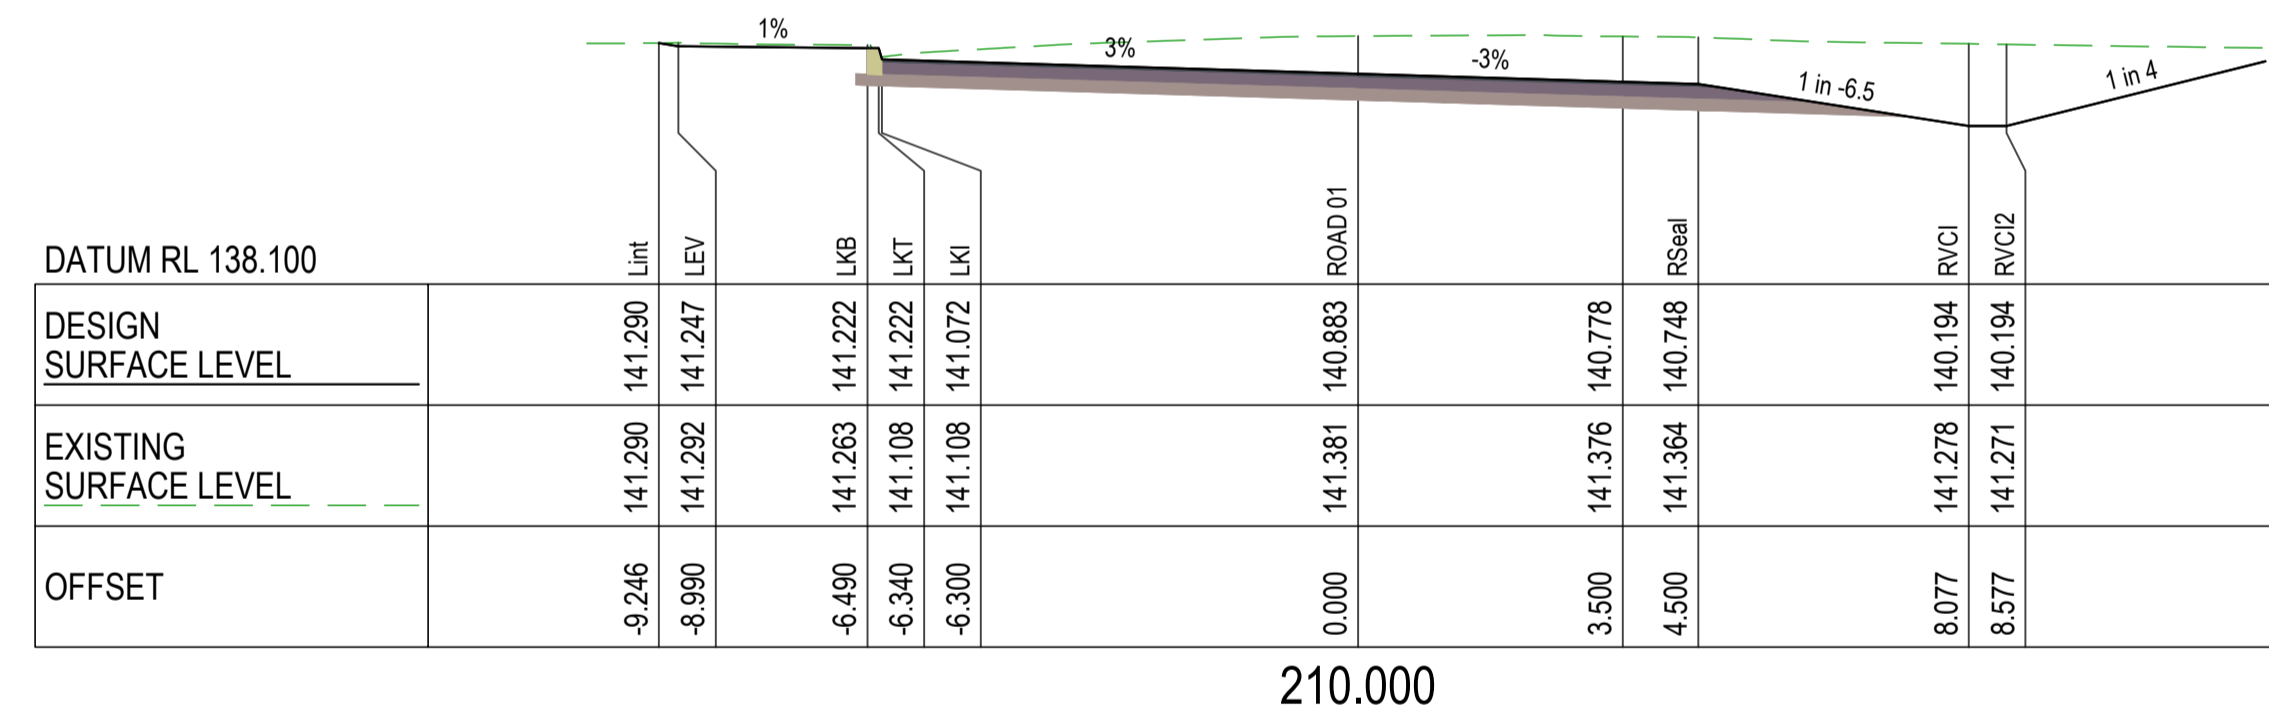 1%
3%
-3%
1 in -6.5
1 in 4
DATUM RL 138.100
Lint
LEV
LKB
LKT
LKI
ROAD 01
RSeal
RVCI
RVCI2
DESIGN
SURFACE LEVEL
141.290
141.247
141.222
141.222
141.072
140.883
140.778
140.748
140.194
140.194
EXISTING
SURFACE LEVEL
141.290
141.292
141.263
141.108
141.108
141.381
141.376
141.364
141.278
141.271
OFFSET
-9.246
-8.990
-6.490
-6.340
-6.300
0.000
3.500
4.500
8.077
8.577
210.000